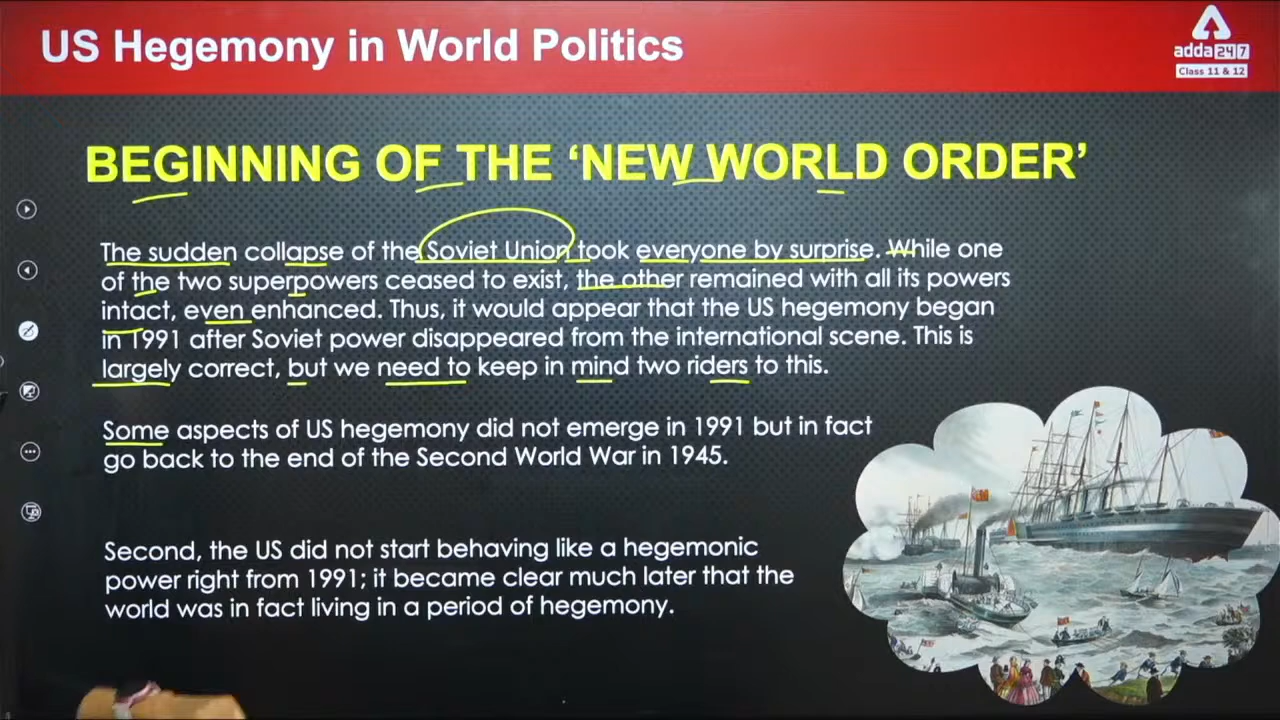 US Hegemony in World Politics
adda247
Class 11 & 12
BEGINNING OF THE ‘NEW WORLD ORDER’
The sudden collapse of the Soviet Union took everyone by surprise. While one
of the two superpowers ceased to exist, the other remained with all its powers
intact, even enhanced. Thus, it would appear that the US hegemony began
in 1991 after Soviet power disappeared from the international scene. This is
largely correct, but we need to keep in mind two riders to this.
Some aspects of US hegemony did not emerge in 1991 but in fact
go back to the end of the Second World War in 1945.
Second, the US did not start behaving like a hegemonic
power right from 1991; it became clear much later that the
world was in fact living in a period of hegemony.